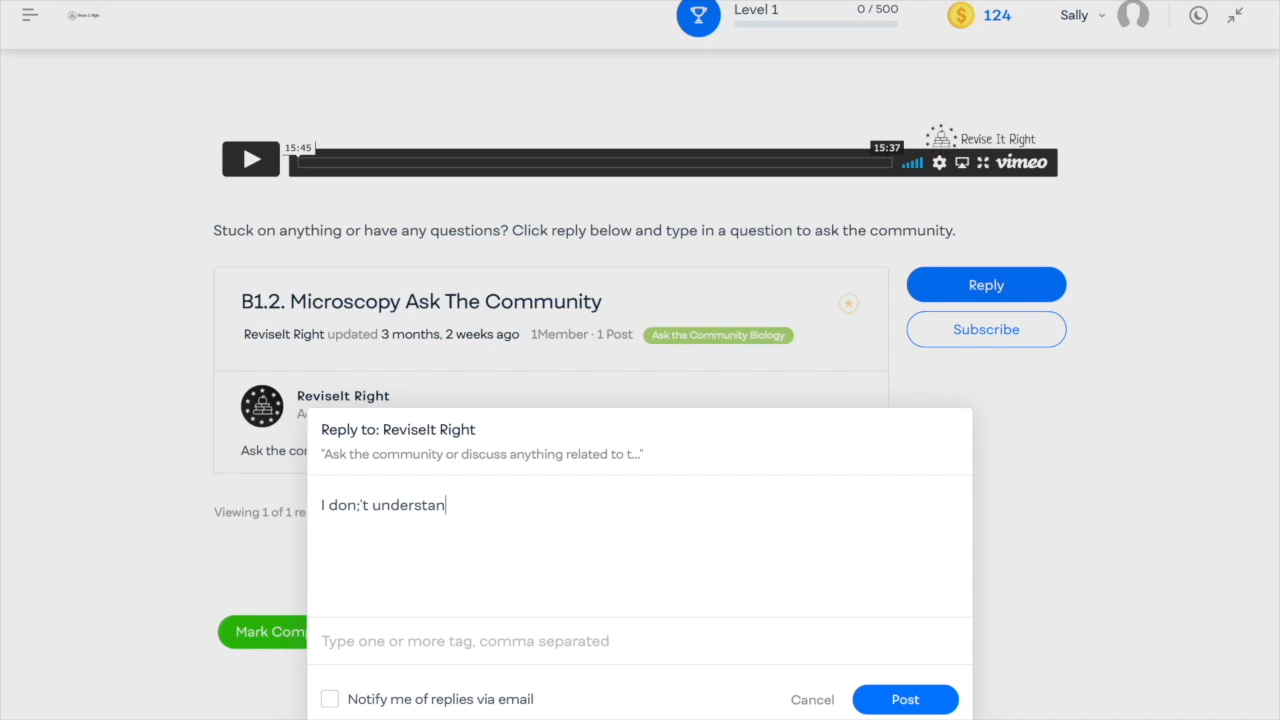 Revise It Right
Level 1 0 / 500
124
Sally
15:45
15:37
Revise It Right
vimeo
Stuck on anything or have any questions? Click reply below and type in a question to ask the community.
B1.2. Microscopy Ask The Community
ReviseIt Right updated 3 months, 2 weeks ago 1Member · 1 Post Ask the Community Biology
Reply
Subscribe
ReviseIt Right
Ask the co
Viewing 1 of 1 re
Mark Com
Reply to: ReviseIt Right
"Ask the community or discuss anything related to t..."
I don;'t understan
Type one or more tag, comma separated
Notify me of replies via email
Cancel
Post